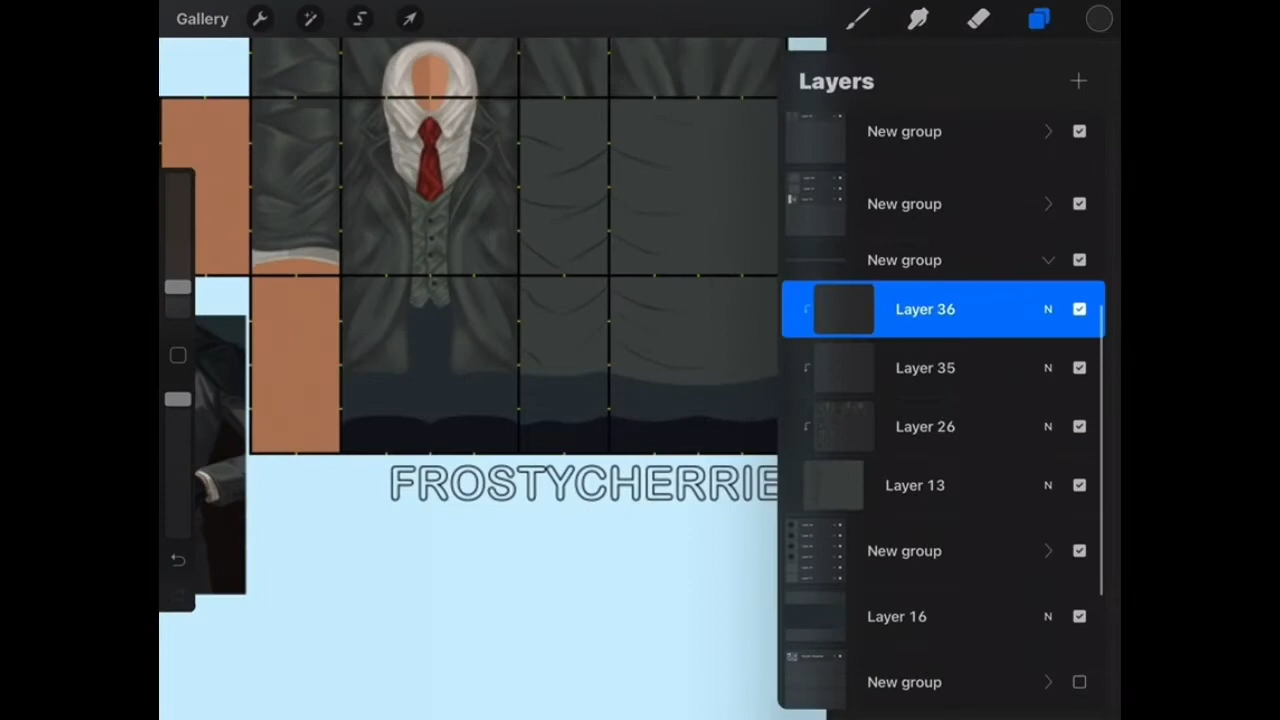 Gallery
Layers
New group
New group
New group
Layer 36 N
Layer 35 N
Layer 26 N
Layer 13 N
New group
Layer 16 N
New group
FROSTYCHERRIE